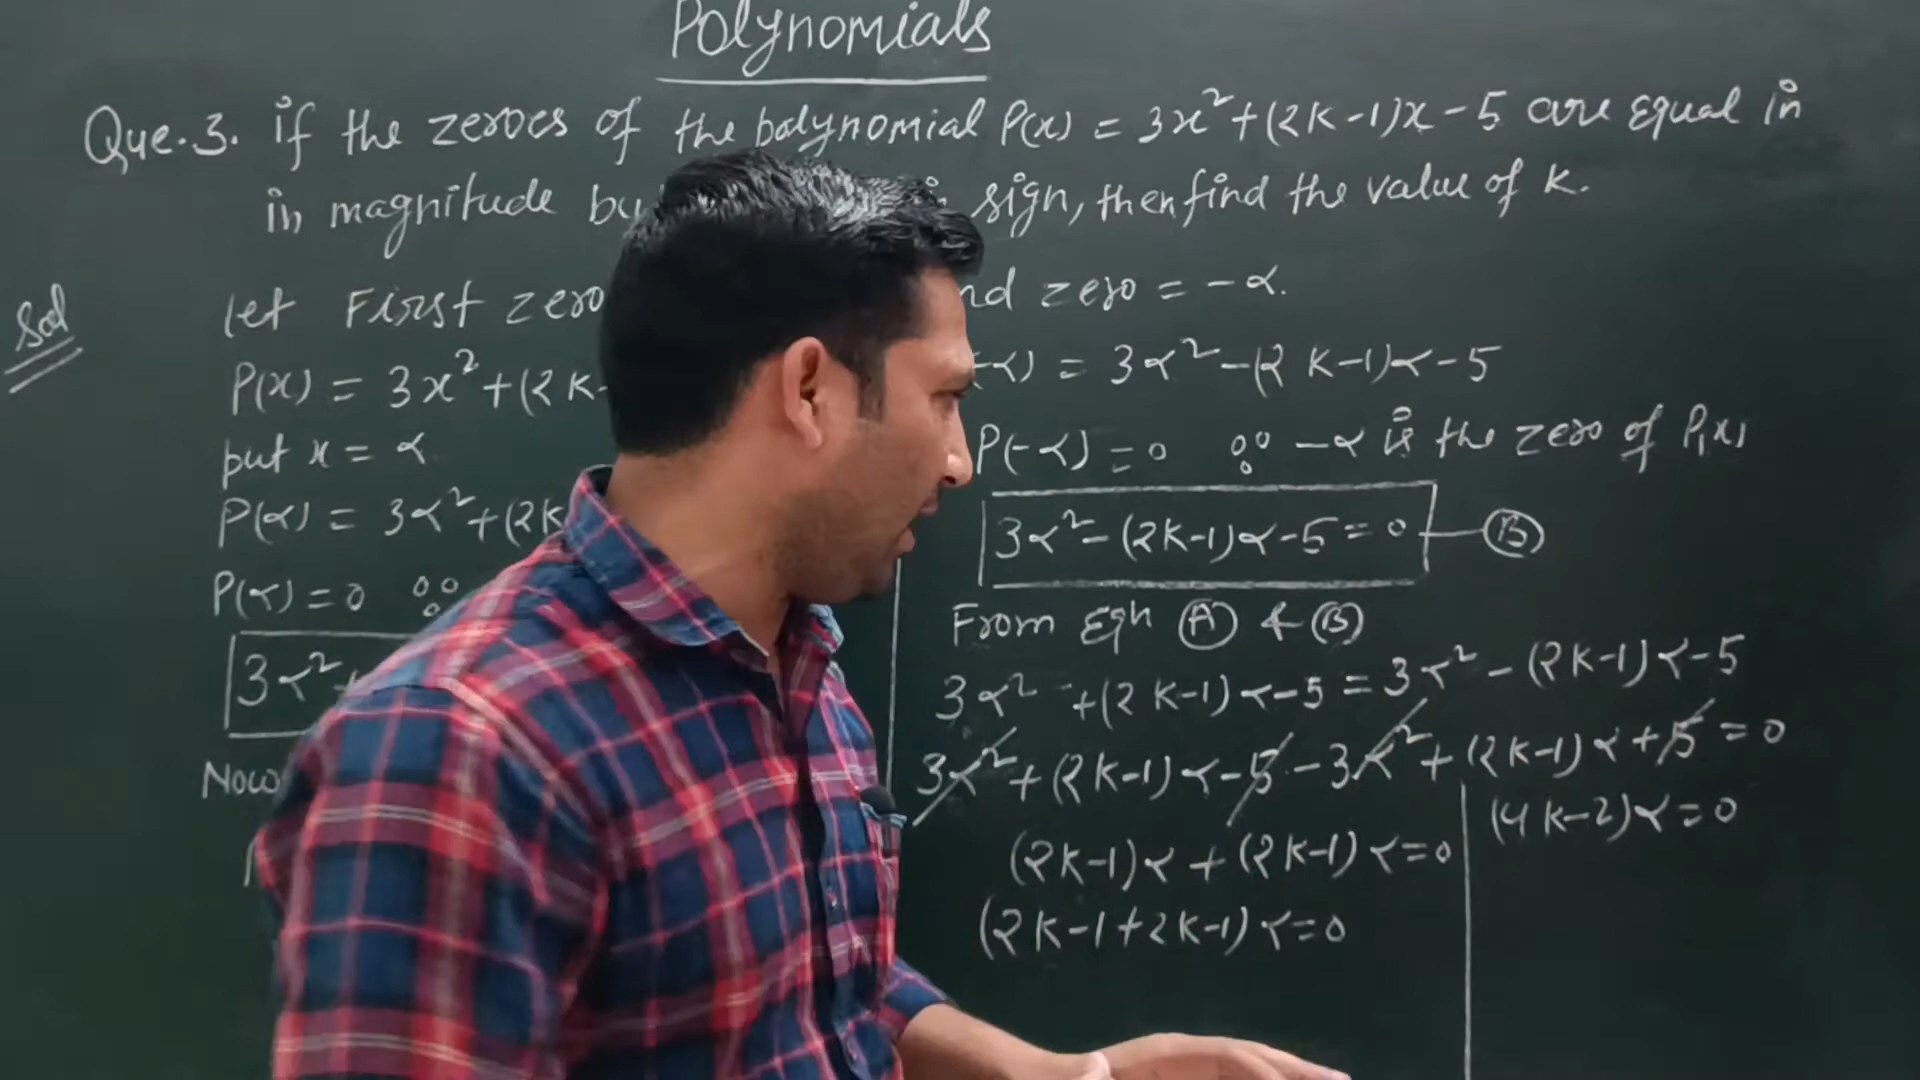 Polynomials
Que.3. if the zeroes of the polynomial P(x) = 3x²+(2k-1)x-5 are equal in
in magnitude sign, then find the value of k.
Sol
let First zero zero = -α.
P(x) = 3x²+(2k-
put x = α
P(α) = 3α²+(2k
P(α) = 0 ∵
3α²
Now
-α) = 3α²-(2k-1)α-5
P(-α) = 0 ∵ -α is the zero of P(x)
3α²-(2k-1)α-5=0 — Ⓑ
From Eqn Ⓐ & Ⓑ
3α²+(2k-1)α-5=3α²-(2k-1)α-5
3α²+(2k-1)α-5-3α²+(2k-1)α+5=0
(2k-1)α+(2k-1)α=0
(2k-1+2k-1)α=0
(4k-2)α=0